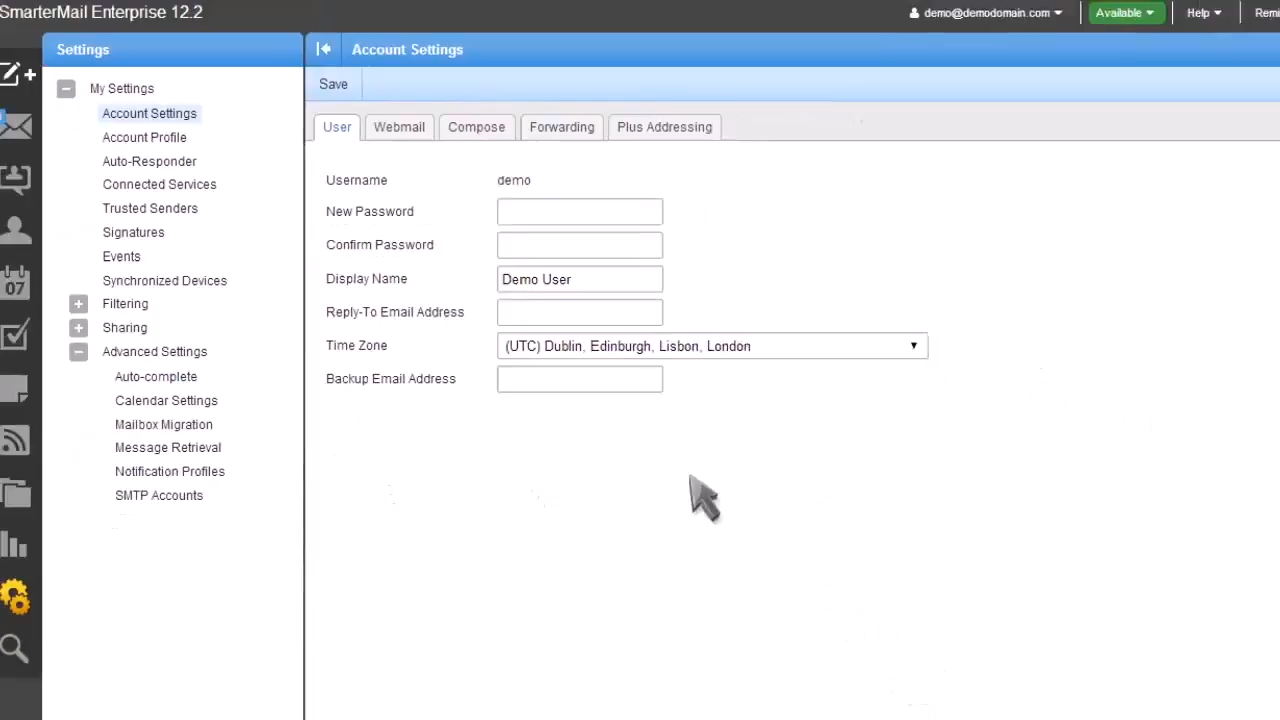 SmarterMail Enterprise 12.2
demo@demodomain.com
Available
Help
Settings
Account Settings
My Settings
Account Settings
Account Profile
Auto-Responder
Connected Services
Trusted Senders
Signatures
Events
Synchronized Devices
Filtering
Sharing
Advanced Settings
Auto-complete
Calendar Settings
Mailbox Migration
Message Retrieval
Notification Profiles
SMTP Accounts
07
Save
User Webmail Compose Forwarding Plus Addressing
Username demo
New Password
Confirm Password
Display Name Demo User
Reply-To Email Address
Time Zone (UTC) Dublin, Edinburgh, Lisbon, London
Backup Email Address